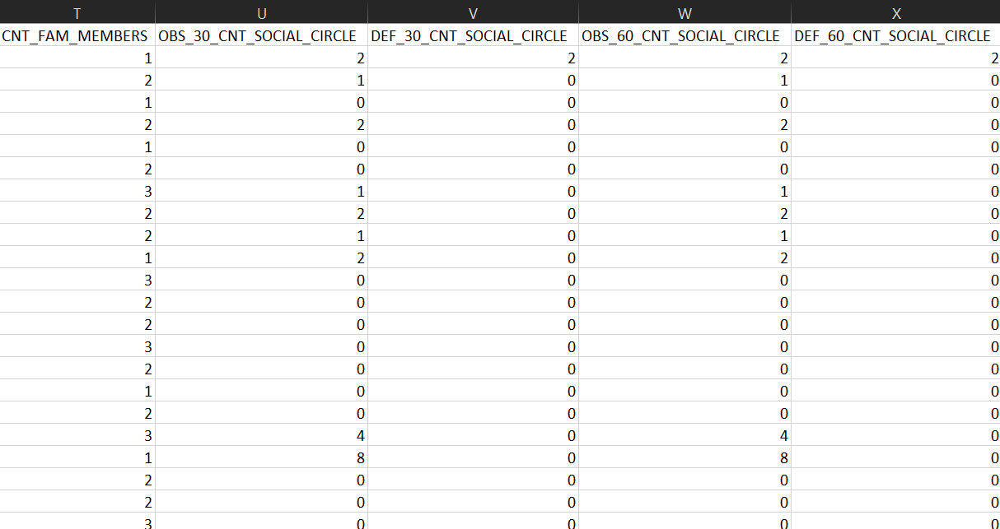 T U V W X
CNT_FAM_MEMBERS OBS_30_CNT_SOCIAL_CIRCLE DEF_30_CNT_SOCIAL_CIRCLE OBS_60_CNT_SOCIAL_CIRCLE DEF_60_CNT_SOCIAL_CIRCLE
1 2 2 2 2
2 1 0 1 0
1 0 0 0 0
2 2 0 2 0
1 0 0 0 0
2 0 0 0 0
3 1 0 1 0
2 2 0 2 0
2 1 0 1 0
1 2 0 2 0
3 0 0 0 0
2 0 0 0 0
2 0 0 0 0
3 0 0 0 0
2 0 0 0 0
1 0 0 0 0
2 0 0 0 0
3 4 0 4 0
1 8 0 8 0
2 0 0 0 0
2 0 0 0 0
3 0 0 0 0